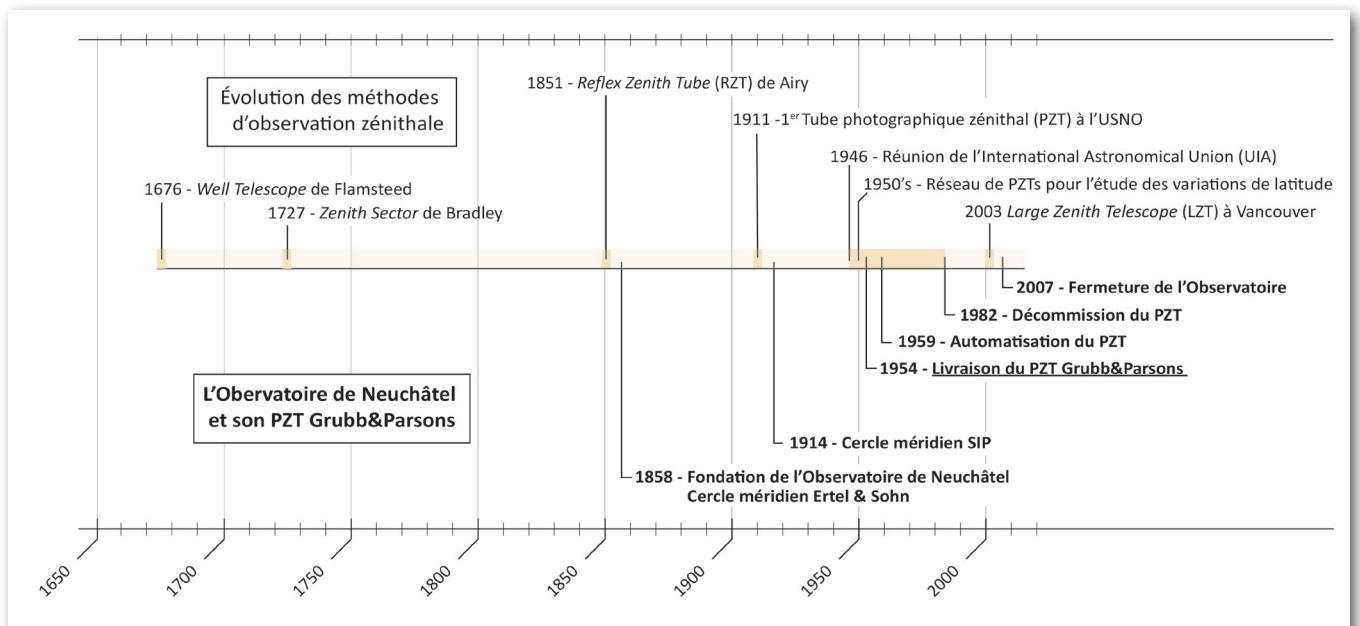 Évolution des méthodes
d’observation zénithale
1851 - Reflex Zenith Tube (RZT) de Airy
1911 -1er Tube photographique zénithal (PZT) à l’USNO
1946 - Réunion de l’International Astronomical Union (UIA)
1676 - Well Telescope de Flamsteed
1950’s - Réseau de PZTs pour l’étude des variations de latitude
1727 - Zenith Sector de Bradley
2003 Large Zenith Telescope (LZT) à Vancouver
2007 - Fermeture de l’Observatoire
1982 - Décommission du PZT
1959 - Automatisation du PZT
1954 - Livraison du PZT Grubb&Parsons
L’Obervatoire de Neuchâtel
et son PZT Grubb&Parsons
1914 - Cercle méridien SIP
1858 - Fondation de l’Observatoire de Neuchâtel
Cercle méridien Ertel & Sohn
1650
1700
1750
1800
1850
1900
1950
2000